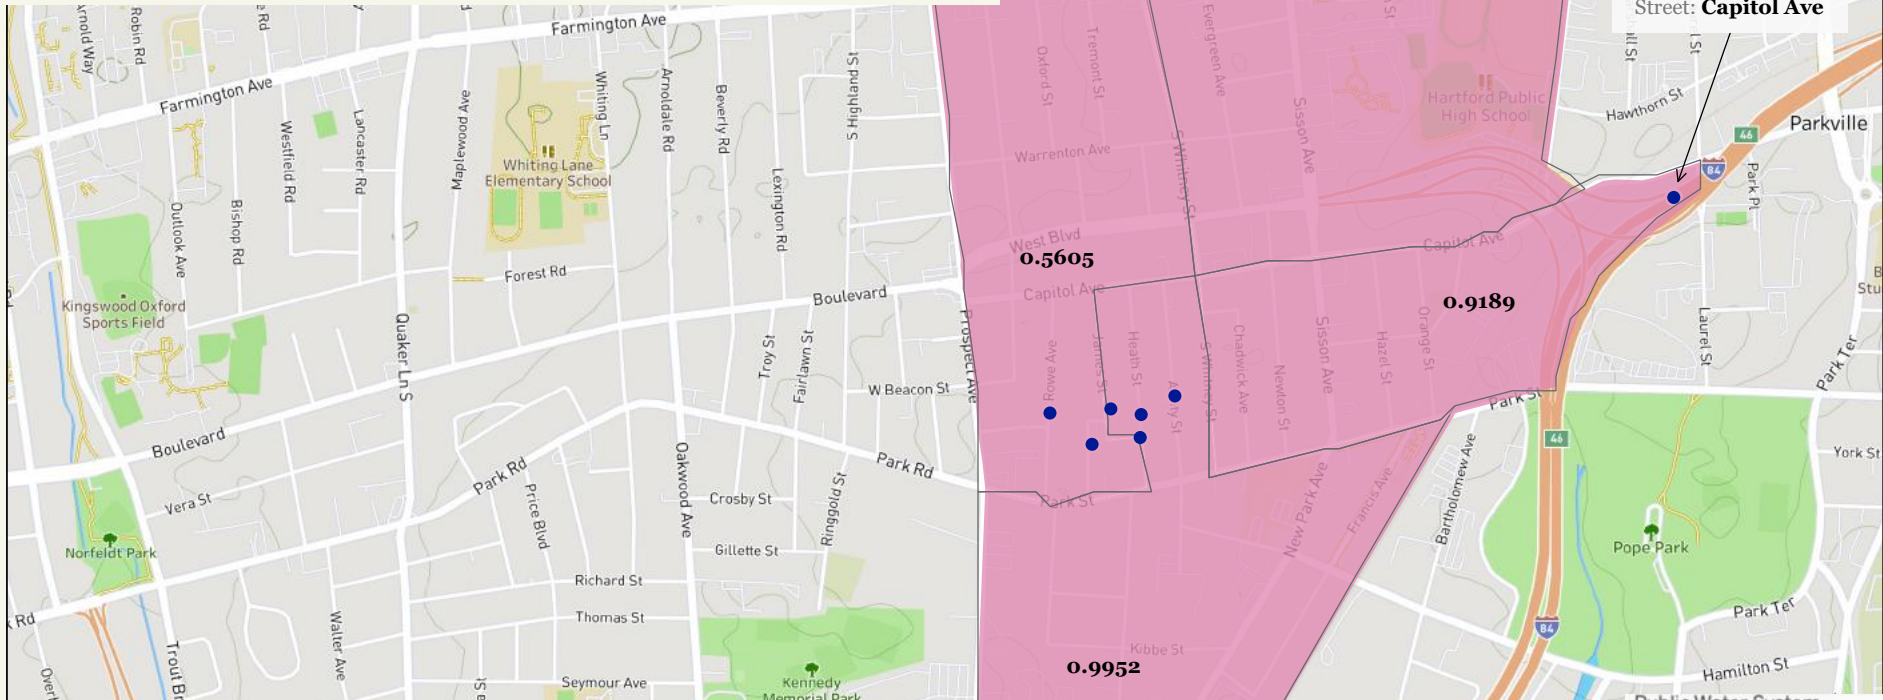 Street: Capitol Ave
Arnold Way
Robin Rd
e Rd
Farmington Ave
Farmington Ave
Westfield Rd
Lancaster Rd
Maplewood Ave
Whiting Ln
Arnoldale Rd
Beverly Rd
S Highland St
Oxford St
Tremont St
Evergreen Ave
Sisson Ave
Hartford Public
High School
Hawthorn St
46
Parkville
84
Park Pl
Whiting Lane
Elementary School
Warrenton Ave
S Whitney St
Lexington Rd
Outlook Ave
Bishop Rd
West Blvd
0.5605
Capitol Ave
Capitol Ave
0.9189
Forest Rd
Boulevard
Kingswood Oxford
Sports Field
Quaker Ln S
Troy St
Fairlawn St
Prospect Ave
Rowe Ave
James St
Heath St
S Whitney St
Chadwick Ave
Newton St
Sisson Ave
Hazel St
Orange St
Laurel St
Park Ter
W Beacon St
Park St
Boulevard
Park Rd
Park Rd
Oakwood Ave
46
York St
Vera St
Price Blvd
Crosby St
Ringgold St
Park St
New Park Ave
Francis Ave
Bartholomew Ave
Norfeldt Park
Gillette St
Pope Park
Richard St
Thomas St
Walter Ave
Park Ter
84
Kibbe St
0.9952
Hamilton St
Seymour Ave
Kennedy
Memorial Park
Public Water System